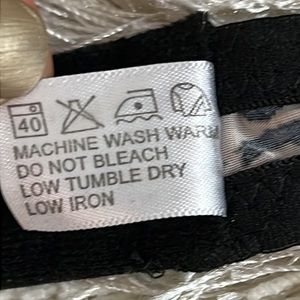 40
MACHINE WASH WARM
DO NOT BLEACH
LOW TUMBLE DRY
LOW IRON